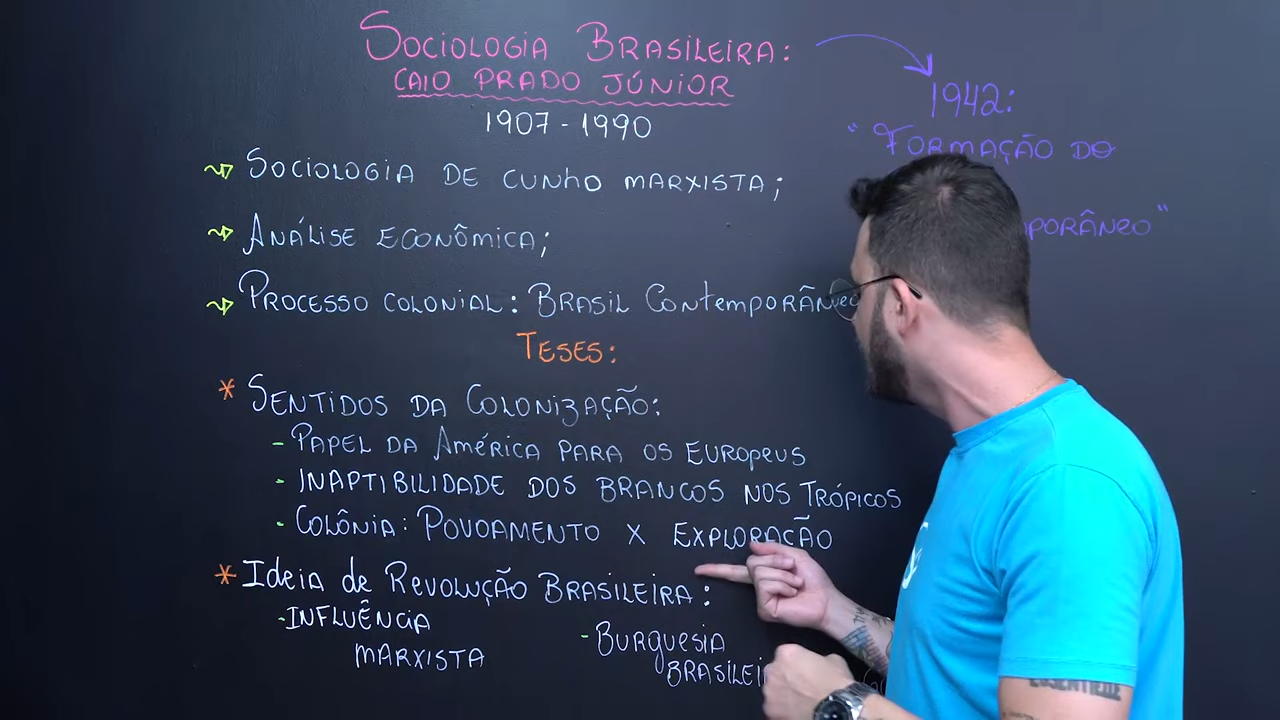 Sociologia Brasileira:
Caio Prado Júnior
1907-1990
1942:
"Formação do
"
Sociologia de cunho marxista;
Análise econômica;
Processo colonial: Brasil Contemporâneo
Teses:
* Sentidos da Colonização:
- Papel da América para os Europeus
- Inaptibilidade dos brancos nos Trópicos
- Colônia: Povoamento x Exploração
* Ideia de Revolução Brasileira:
- Influência
marxista
- Burguesia